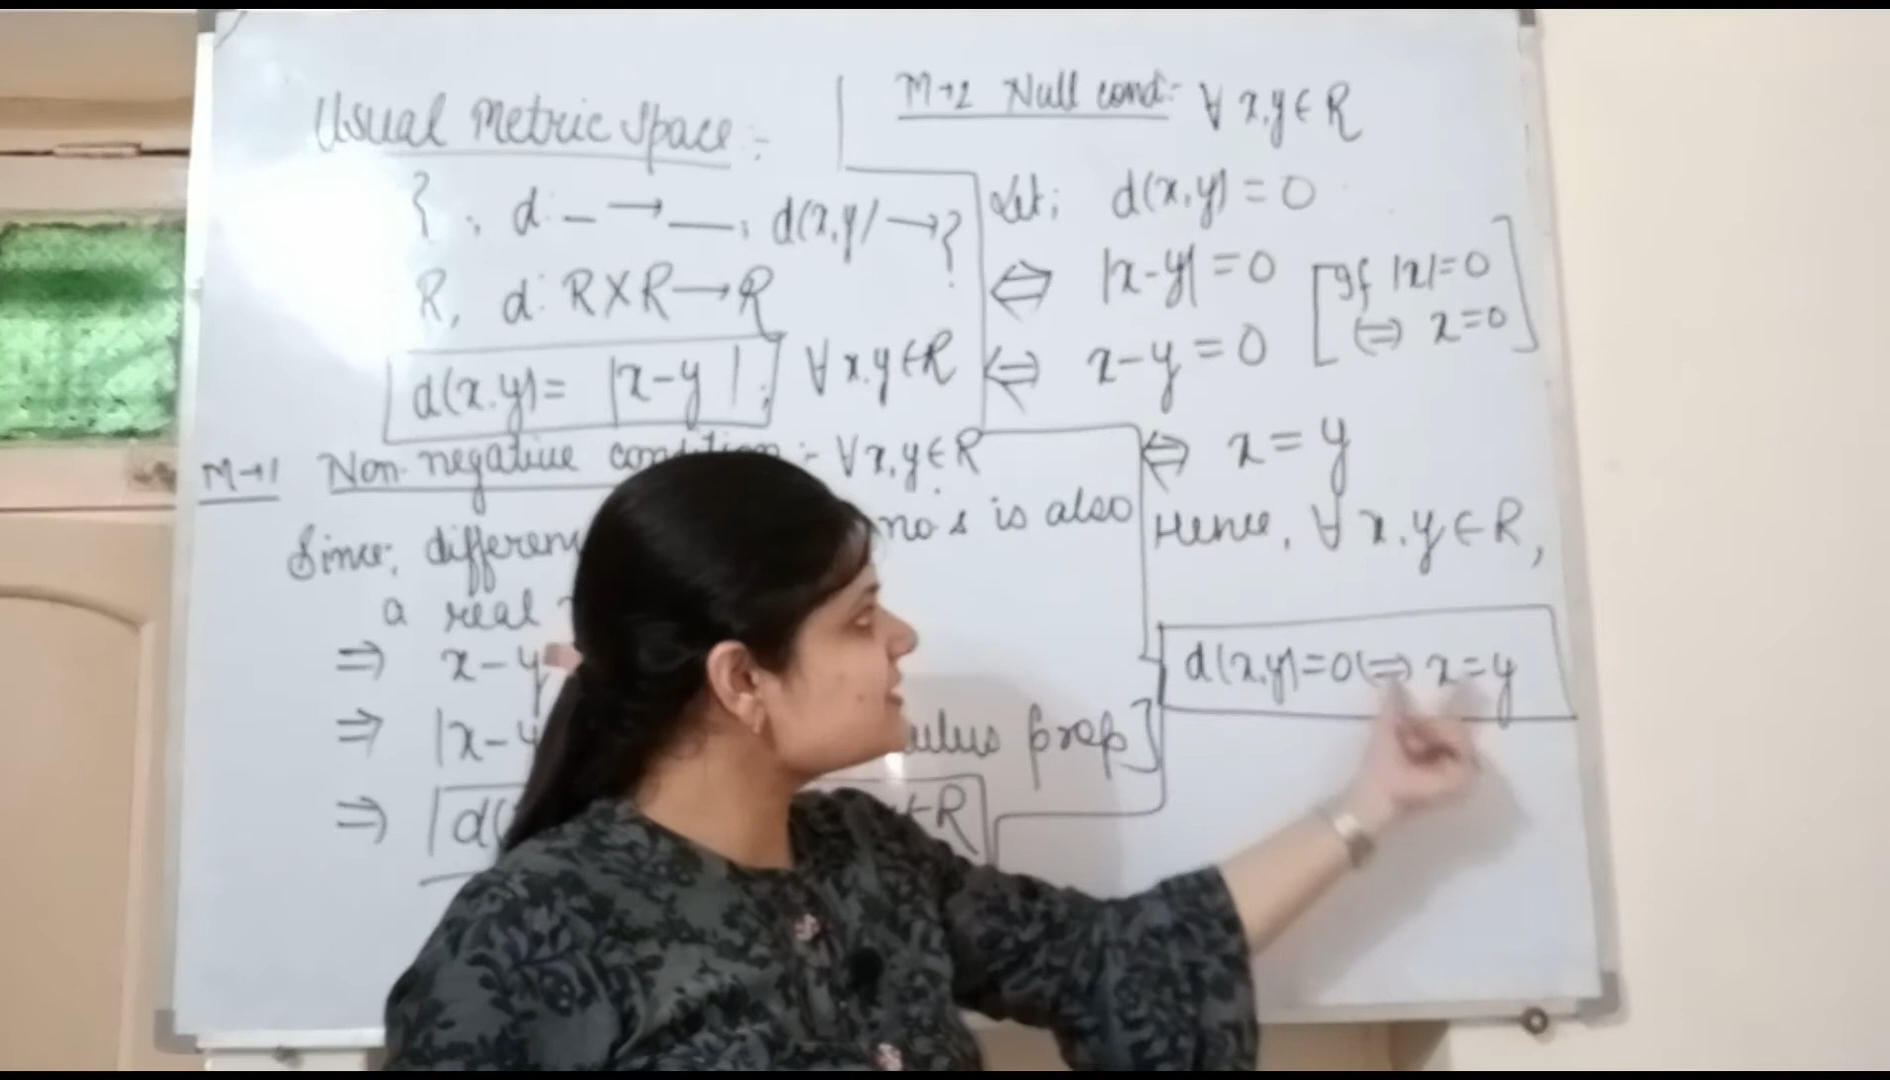 Usual Metric Space :-
{ , d: _ → __, d(x,y) → }
R, d: R X R → R
d(x.y) = |x-y|; ∀ x.y ∈ R
M→1 Non-negative :- ∀ x,y ∈ R
Since, no s is also
a real
⇒ x-y
⇒ |x-y prop]
⇒ d( R
M→2 Null cond:- ∀ x,y ∈ R
Let; d(x,y) = 0
⇔ |x-y| = 0 [If |x|=0
⇔ x-y = 0 ⇔ x=0]
⇔ x = y
Hence, ∀ x,y ∈ R,
d(x,y)=0 ⇔ x=y